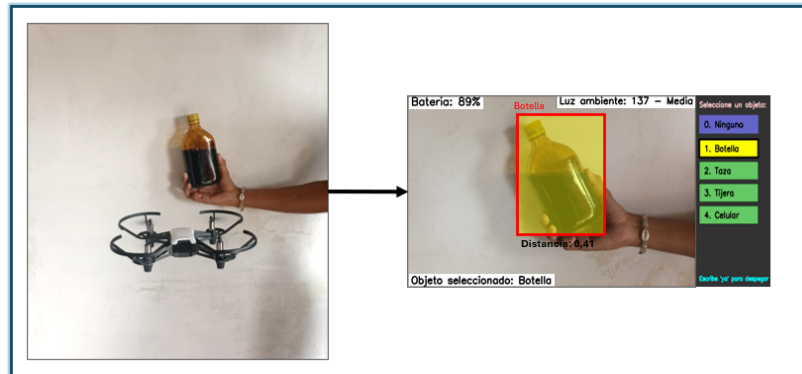 Bateria: 89%
Luz ambiente: 137 - Media
Botella
Distancia: 0,41
Objeto seleccionado: Botella
Seleccione un objeto:
0. Ninguno
1. Botella
2. Taza
3. Tijera
4. Celular
Escribe 'ya' para despegar